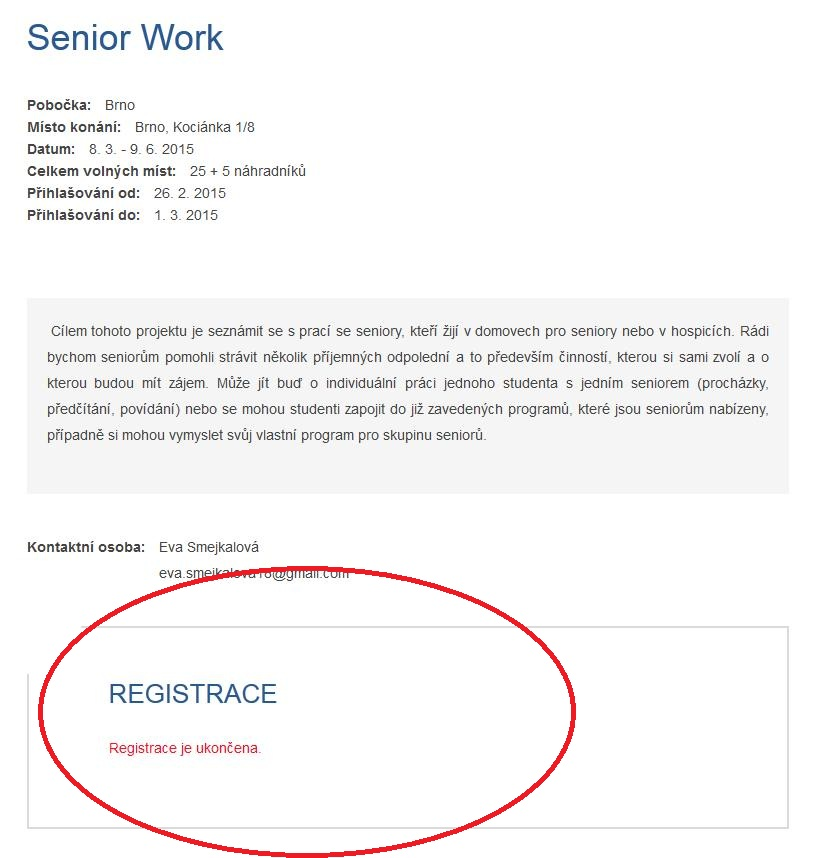 Senior Work
Pobočka: Brno
Místo konání: Brno, Kociánka 1/8
Datum: 8. 3. - 9. 6. 2015
Celkem volných míst: 25 + 5 náhradníků
Přihlašování od: 26. 2. 2015
Přihlašování do: 1. 3. 2015
Cílem tohoto projektu je seznámit se s prací se seniory, kteří žijí v domovech pro seniory nebo v hospicích. Rádi
bychom seniorům pomohli strávit několik příjemných odpolední a to především činností, kterou si sami zvolí a o
kterou budou mít zájem. Může jít buď o individuální práci jednoho studenta s jedním seniorem (procházky,
předčítání, povídání) nebo se mohou studenti zapojit do již zavedených programů, které jsou seniorům nabízeny,
případně si mohou vymyslet svůj vlastní program pro skupinu seniorů.
Kontaktní osoba: Eva Smejkalová
eva.smejkalova18@gmail.com
REGISTRACE
Registrace je ukončena.